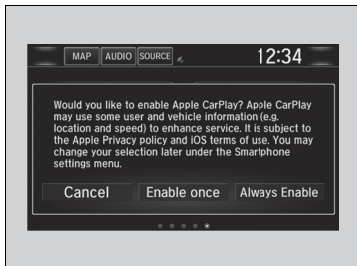 MAP AUDIO SOURCE 12:34
Would you like to enable Apple CarPlay? Apple CarPlay
may use some user and vehicle information (e.g.
location and speed) to enhance service. It is subject to
the Apple Privacy policy and iOS terms of use. You may
change your selection later under the Smartphone
settings menu.
Cancel Enable once Always Enable